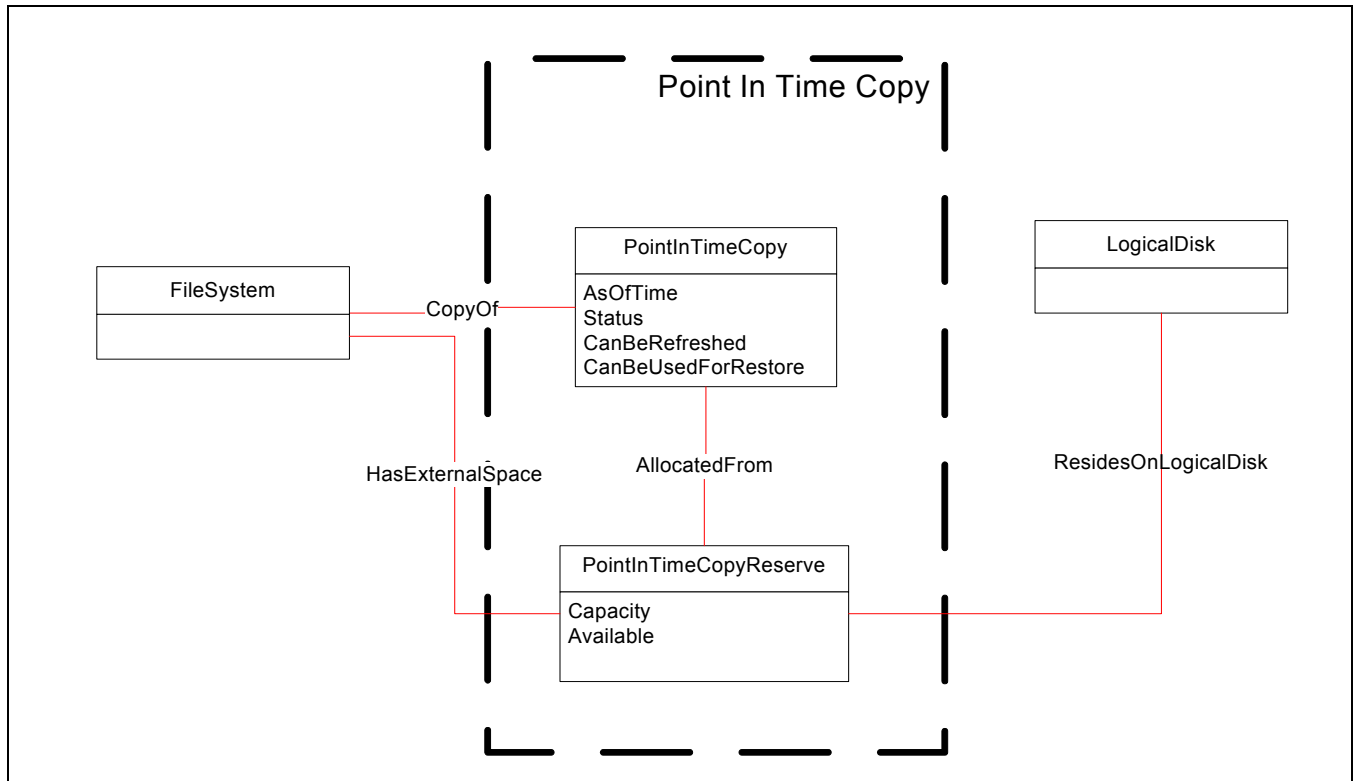 Point In Time Copy
PointInTimeCopy
AsOfTime
Status
CanBeRefreshed
CanBeUsedForRestore
LogicalDisk
FileSystem
CopyOf
HasExternalSpace
AllocatedFrom
ResidesOnLogicalDisk
PointInTimeCopyReserve
Capacity
Available